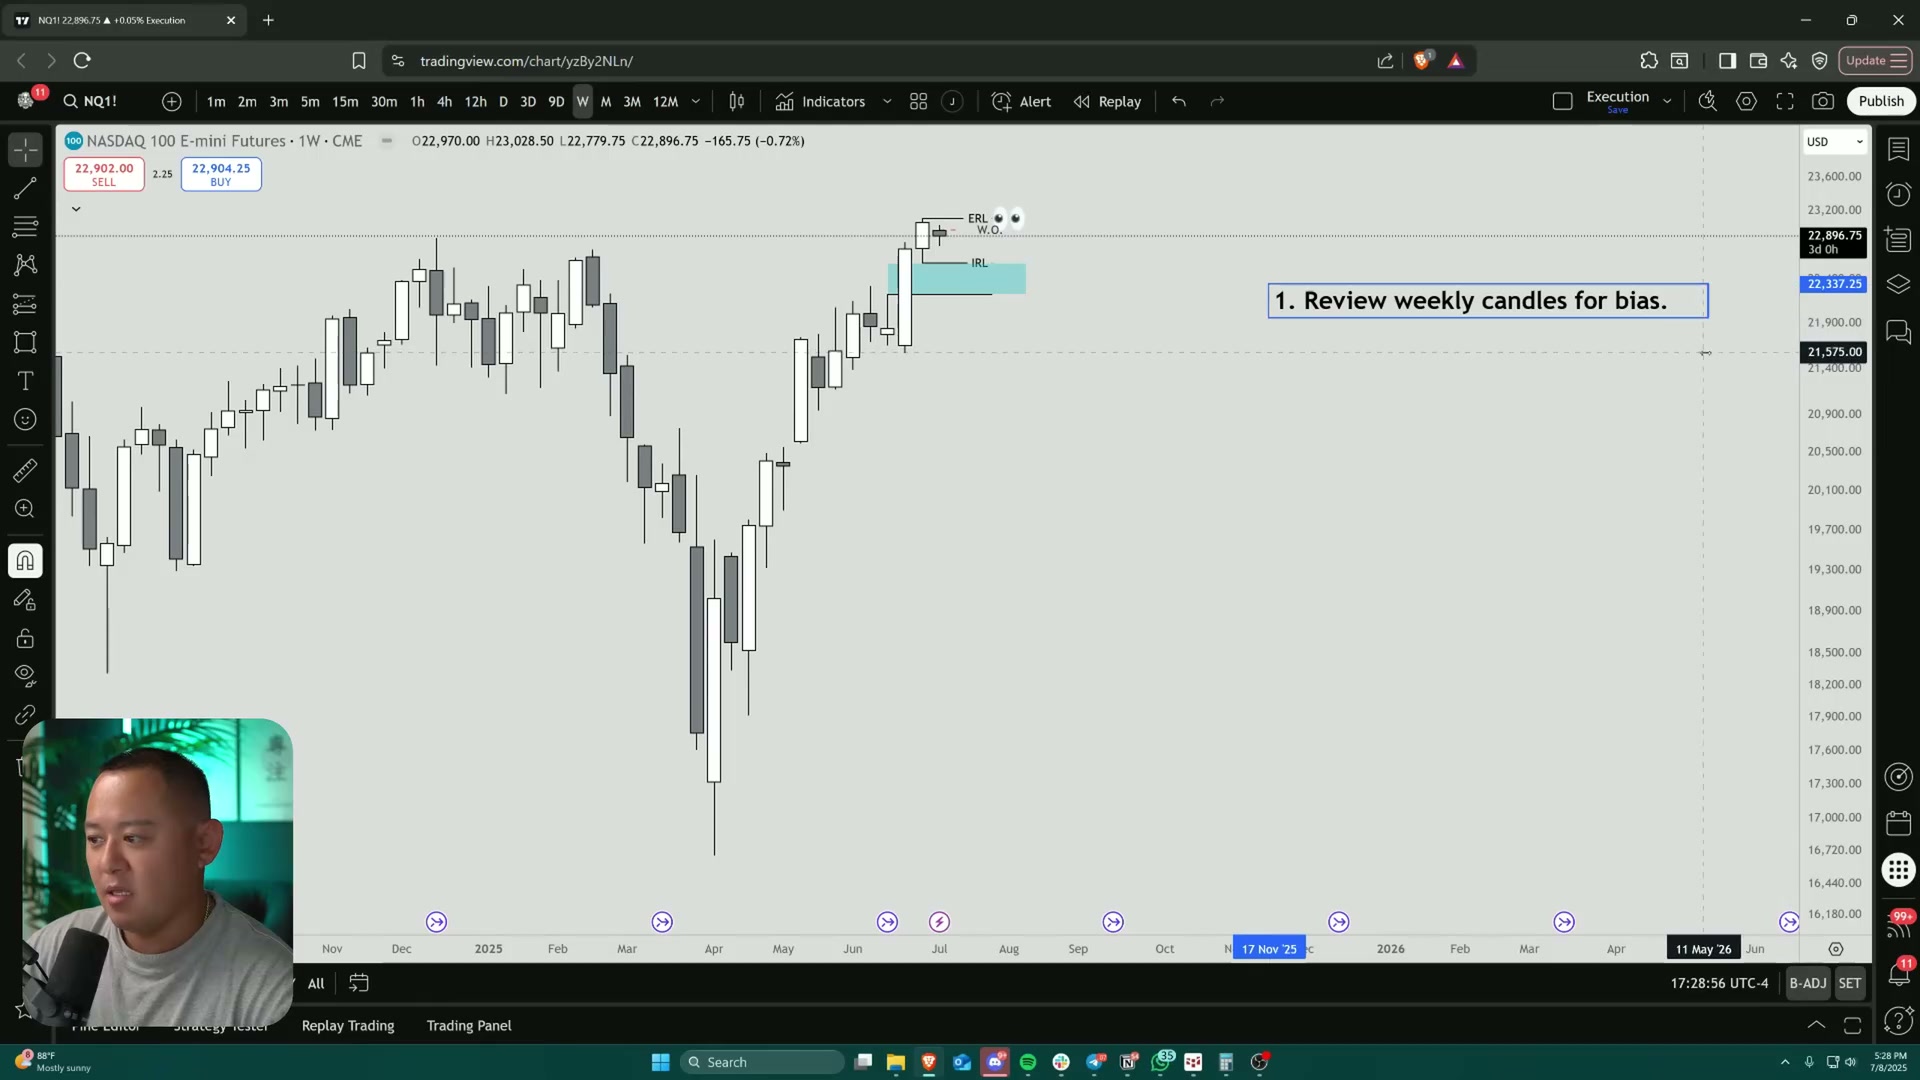 NQ1! 22,896.75 ▲ +0.05% Execution
tradingview.com/chart/yzBy2NLn/
1
Update
11
NQ1!
1m 2m 3m 5m 15m 30m 1h 4h 12h D 3D 9D W M 3M 12M
Indicators
J
Alert
Replay
Execution
Save
Publish
100 NASDAQ 100 E-mini Futures · 1W · CME
O22,970.00 H23,028.50 L22,779.75 C22,896.75 −165.75 (−0.72%)
USD
22,902.00
SELL
2.25
22,904.25
BUY
ERL
W.O.
IRL
1. Review weekly candles for bias.
23,600.00
23,200.00
22,896.75
3d 0h
22,337.25
21,900.00
21,575.00
21,400.00
20,900.00
20,500.00
20,100.00
19,700.00
19,300.00
18,900.00
18,500.00
18,200.00
17,900.00
17,600.00
17,300.00
17,000.00
16,720.00
16,440.00
16,180.00
Nov Dec 2025 Feb Mar Apr May Jun Jul Aug Sep Oct 17 Nov '25 2026 Feb Mar Apr 11 May '26 Jun
All
17:28:56 UTC-4 B-ADJ SET
Replay Trading Trading Panel
99+
11
88°F
Mostly sunny
Search
35
5:28 PM
7/8/2025